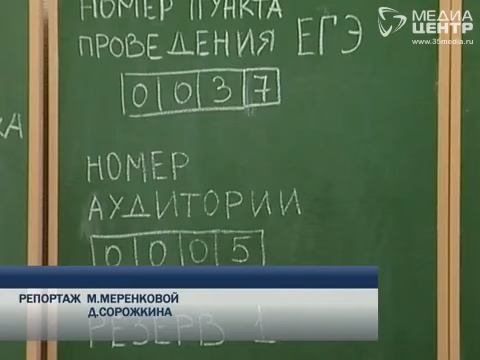 НОМЕР ПУНКТА
ПРОВЕДЕНИЯ ЕГЭ
0037
НОМЕР
АУДИТОРИИ
0005
РЕЗЕРВ 1
МЕДИА
ЦЕНТР
www.35media.ru
РЕПОРТАЖ М.МЕРЕНКОВОЙ
Д.СОРОЖКИНА